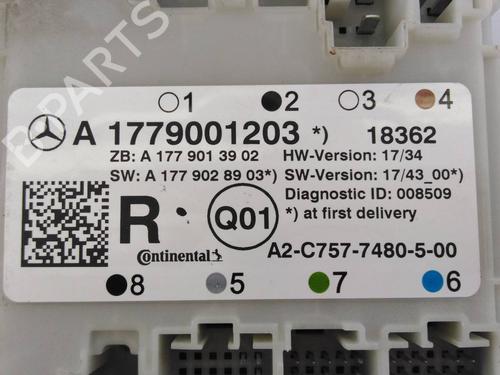 1 2 3 4
A 1779001203 *) 18362
ZB: A 177 901 39 02 HW-Version: 17/34
SW: A 177 902 89 03*) SW-Version: 17/43_00*)
Diagnostic ID: 008509
R Q01 *) at first delivery
Continental A2-C757-7480-5-00
8 5 7 6
B-PARTS